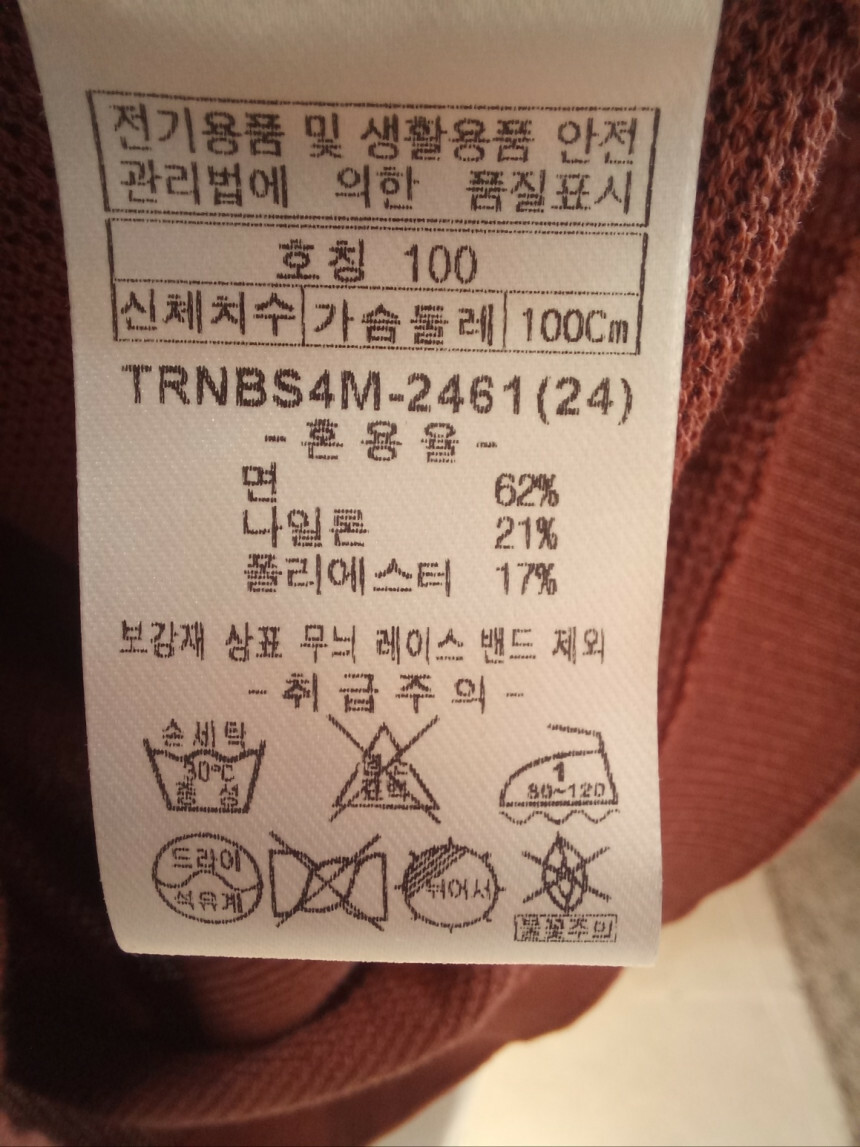 전기용품 및 생활용품 안전
관리법에 의한 품질표시
호칭 100
신체치수 가슴둘레 100Cm
TRNBS4M-2461(24)
- 혼 용 율 -
면 62%
나일론 21%
폴리에스터 17%
보강재 상표 무늬 레이스 밴드 제외
- 취 급 주 의 -
손세탁
30℃
중성
1
80~120
드라이
석유계
뉘어서
불꽃주의